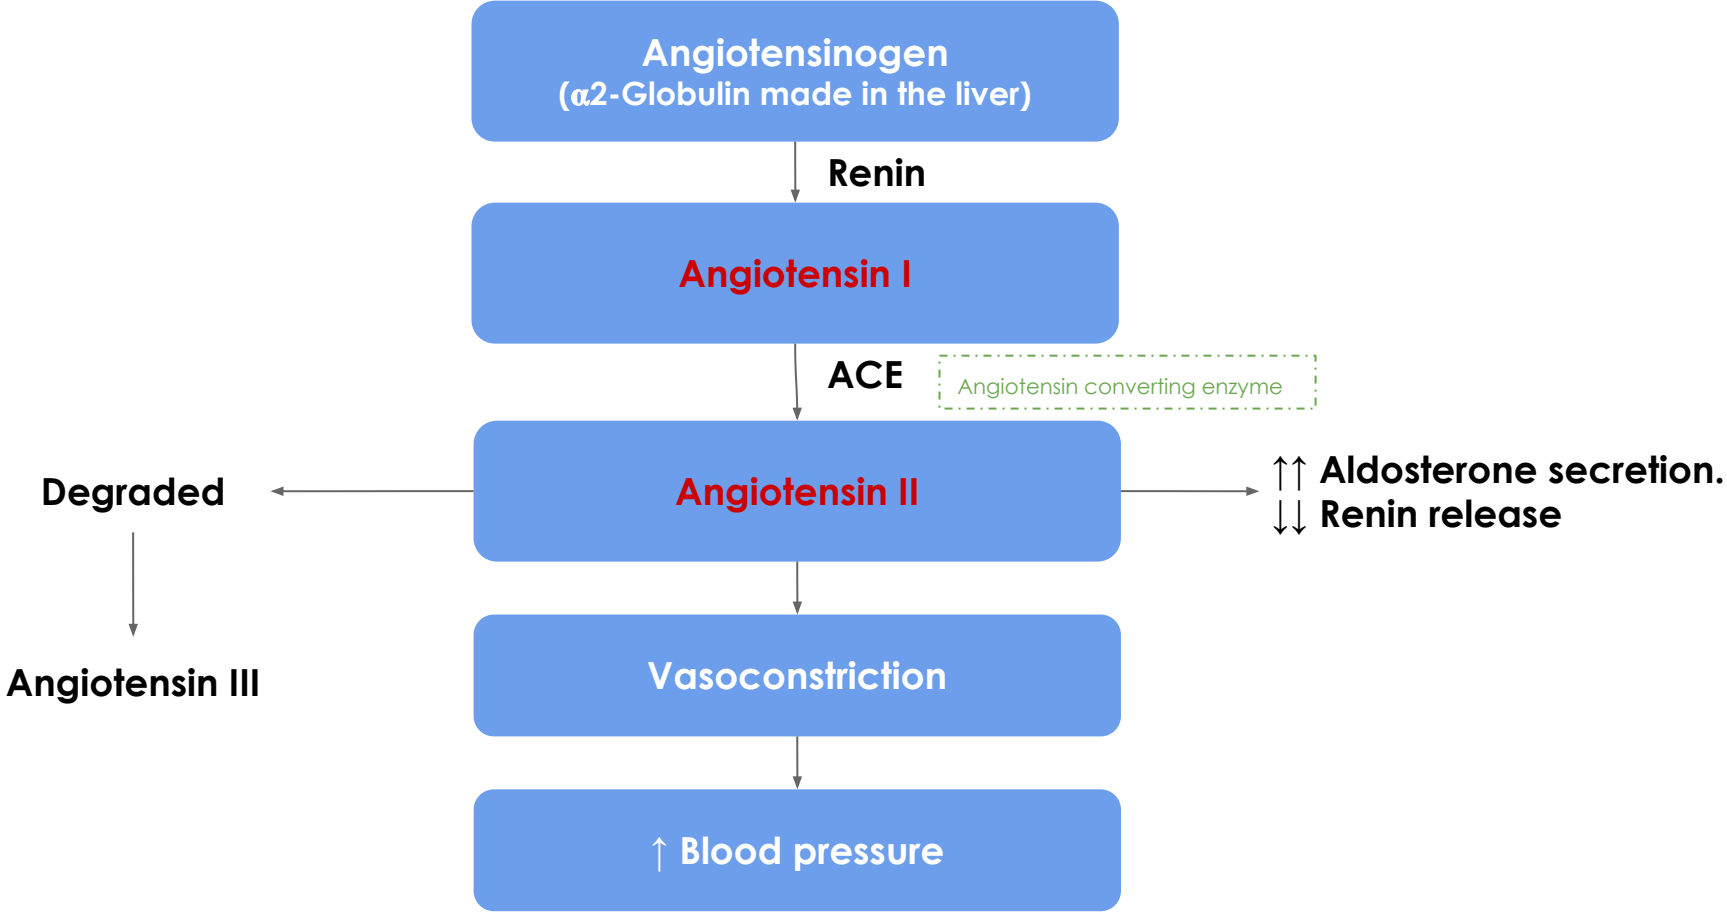 Angiotensinogen
(α2-Globulin made in the liver)
Renin
Angiotensin I
ACE
Angiotensin converting enzyme
Degraded
Angiotensin II
↑↑ Aldosterone secretion.
↓↓ Renin release
Angiotensin III
Vasoconstriction
↑ Blood pressure